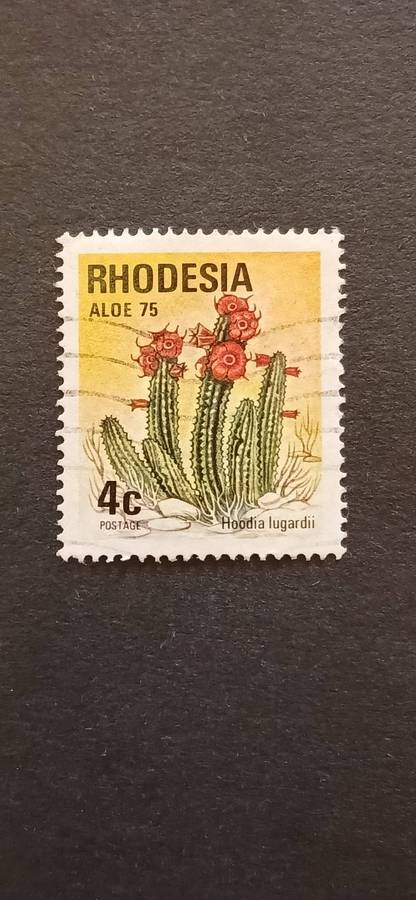 RHODESIA
ALOE 75
4c
POSTAGE
Hoodia lugardii